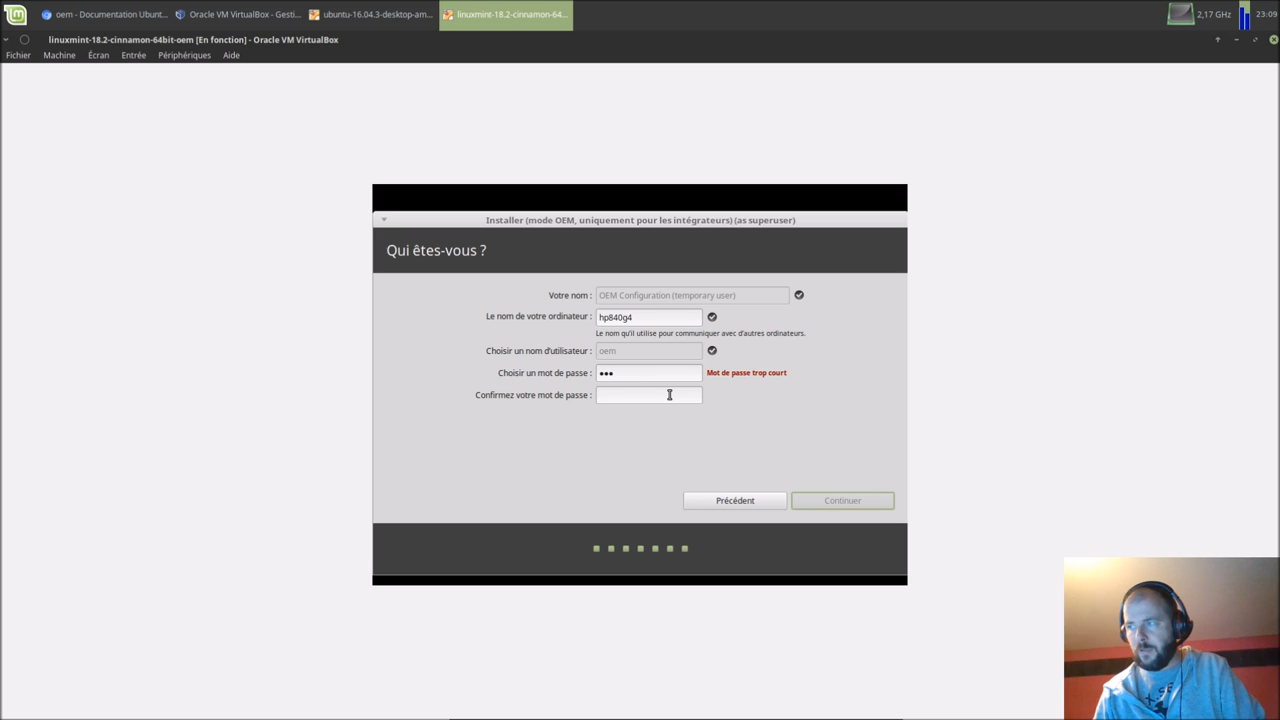 oem - Documentation Ubunt...
Oracle VM VirtualBox - Gesti...
ubuntu-16.04.3-desktop-am...
linuxmint-18.2-cinnamon-64...
2,17 GHz
23:09
linuxmint-18.2-cinnamon-64bit-oem [En fonction] - Oracle VM VirtualBox
Fichier Machine Écran Entrée Périphériques Aide
Installer (mode OEM, uniquement pour les intégrateurs) (as superuser)
Qui êtes-vous ?
Votre nom : OEM Configuration (temporary user)
Le nom de votre ordinateur : hp840g4
Le nom qu'il utilise pour communiquer avec d'autres ordinateurs.
Choisir un nom d'utilisateur : oem
Choisir un mot de passe : ●●● Mot de passe trop court
Confirmez votre mot de passe :
Précédent Continuer